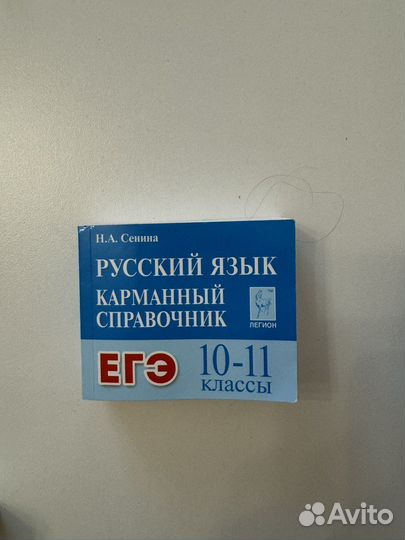 Н.А. Сенина
РУССКИЙ ЯЗЫК
КАРМАННЫЙ
СПРАВОЧНИК
ЛЕГИОН
ЕГЭ
10-11
классы
Avito